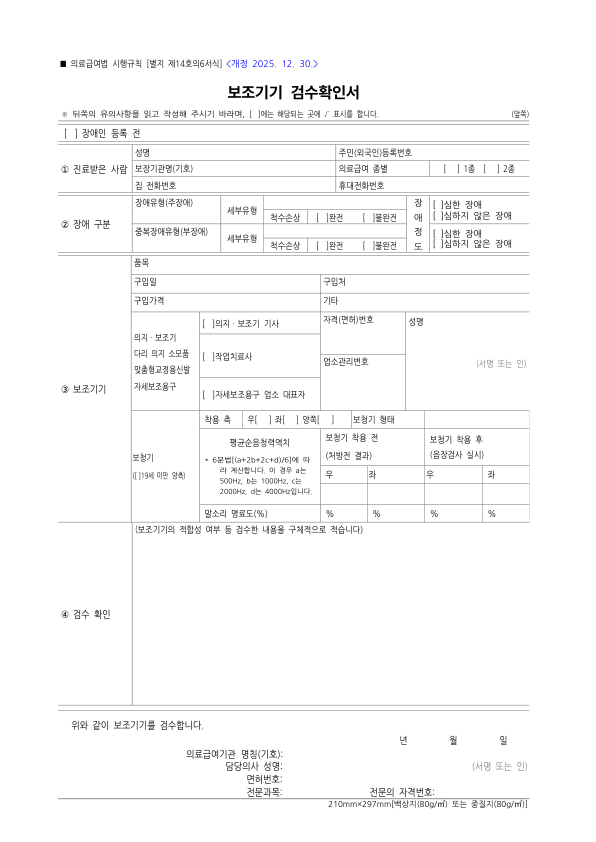 ■ 의료급여법 시행규칙 [별지 제14호의6서식] <개정 2025. 12. 30.>
보조기기 검수확인서
※ 뒤쪽의 유의사항을 읽고 작성해 주시기 바라며, [ ]에는 해당되는 곳에 √ 표시를 합니다. (앞쪽)
[ ] 장애인 등록 전
① 진료받은 사람
성명 주민(외국인)등록번호
보장기관명(기호) 의료급여 종별 [ ] 1종 [ ] 2종
집 전화번호 휴대전화번호
② 장애 구분
장애유형(주장애) 세부유형 척수손상 [ ]완전 [ ]불완전
중복장애유형(부장애) 세부유형 척수손상 [ ]완전 [ ]불완전
장애정도
[ ]심한 장애
[ ]심하지 않은 장애
[ ]심한 장애
[ ]심하지 않은 장애
③ 보조기기
품목
구입일 구입처
구입가격 기타
의지ㆍ보조기
다리 의지 소모품
맞춤형교정용신발
자세보조용구
[ ]의지ㆍ보조기 기사
[ ]작업치료사
[ ]자세보조용구 업소 대표자
자격(면허)번호 성명
업소관리번호 (서명 또는 인)
보청기
([ ]19세 미만 양측)
착용 측 우[ ] 좌[ ] 양쪽[ ] 보청기 형태
평균순음청력역치
* 6분법[(a+2b+2c+d)/6]에 따
라 계산합니다. 이 경우 a는
500Hz, b는 1000Hz, c는
2000Hz, d는 4000Hz입니다.
보청기 착용 전
(처방전 결과)
보청기 착용 후
(음장검사 실시)
우 좌 우 좌
말소리 명료도(%) % % % %
④ 검수 확인
(보조기기의 적합성 여부 등 검수한 내용을 구체적으로 적습니다)
위와 같이 보조기기를 검수합니다.
년 월 일
의료급여기관 명칭(기호):
담당의사 성명: (서명 또는 인)
면허번호:
전문과목: 전문의 자격번호:
210mm×297mm[백상지(80g/㎡) 또는 중질지(80g/㎡)]